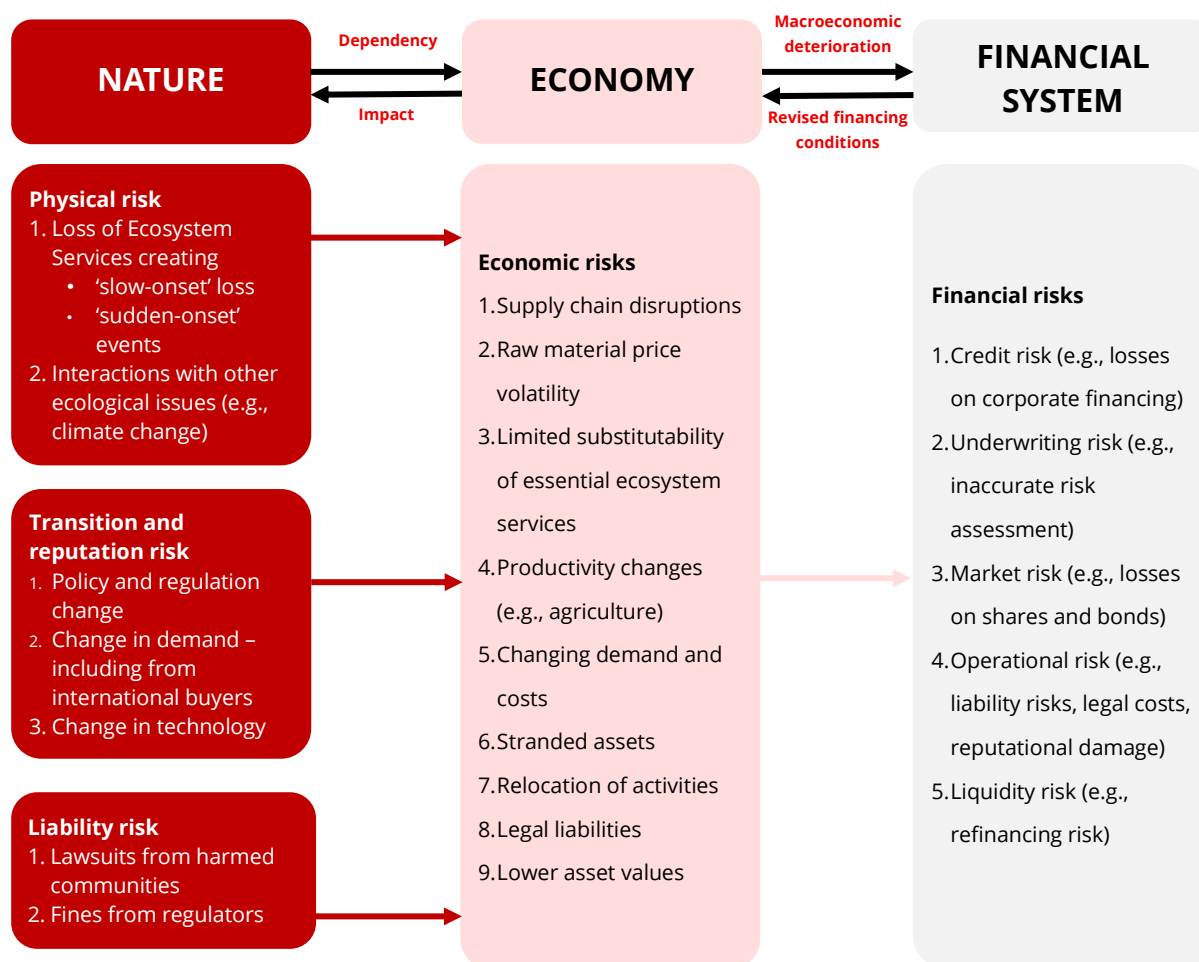 NATURE
Dependency
Impact
ECONOMY
Macroeconomic
deterioration
Revised financing
conditions
FINANCIAL
SYSTEM
Physical risk
1. Loss of Ecosystem
Services creating
• ‘slow-onset’ loss
• ‘sudden-onset’
events
2. Interactions with other
ecological issues (e.g.,
climate change)
Transition and
reputation risk
1. Policy and regulation
change
2. Change in demand –
including from
international buyers
3. Change in technology
Liability risk
1. Lawsuits from harmed
communities
2. Fines from regulators
Economic risks
1.Supply chain disruptions
2.Raw material price
volatility
3.Limited substitutability
of essential ecosystem
services
4.Productivity changes
(e.g., agriculture)
5.Changing demand and
costs
6.Stranded assets
7.Relocation of activities
8.Legal liabilities
9.Lower asset values
Financial risks
1.Credit risk (e.g., losses
on corporate financing)
2.Underwriting risk (e.g.,
inaccurate risk
assessment)
3.Market risk (e.g., losses
on shares and bonds)
4.Operational risk (e.g.,
liability risks, legal costs,
reputational damage)
5.Liquidity risk (e.g.,
refinancing risk)